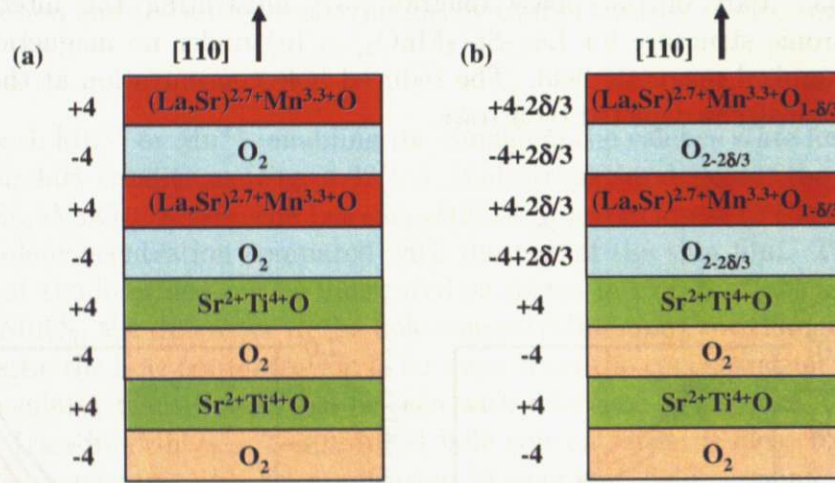 (a) [110]
+4 (La,Sr)²·⁷⁺Mn³·³⁺O
-4 O₂
+4 (La,Sr)²·⁷⁺Mn³·³⁺O
-4 O₂
+4 Sr²⁺Ti⁴⁺O
-4 O₂
+4 Sr²⁺Ti⁴⁺O
-4 O₂
(b) [110]
+4-2δ/3 (La,Sr)²·⁷⁺Mn³·³⁺O₁₋δ/₃
-4+2δ/3 O₂₋₂δ/₃
+4-2δ/3 (La,Sr)²·⁷⁺Mn³·³⁺O₁₋δ/₃
-4+2δ/3 O₂₋₂δ/₃
+4 Sr²⁺Ti⁴⁺O
-4 O₂
+4 Sr²⁺Ti⁴⁺O
-4 O₂